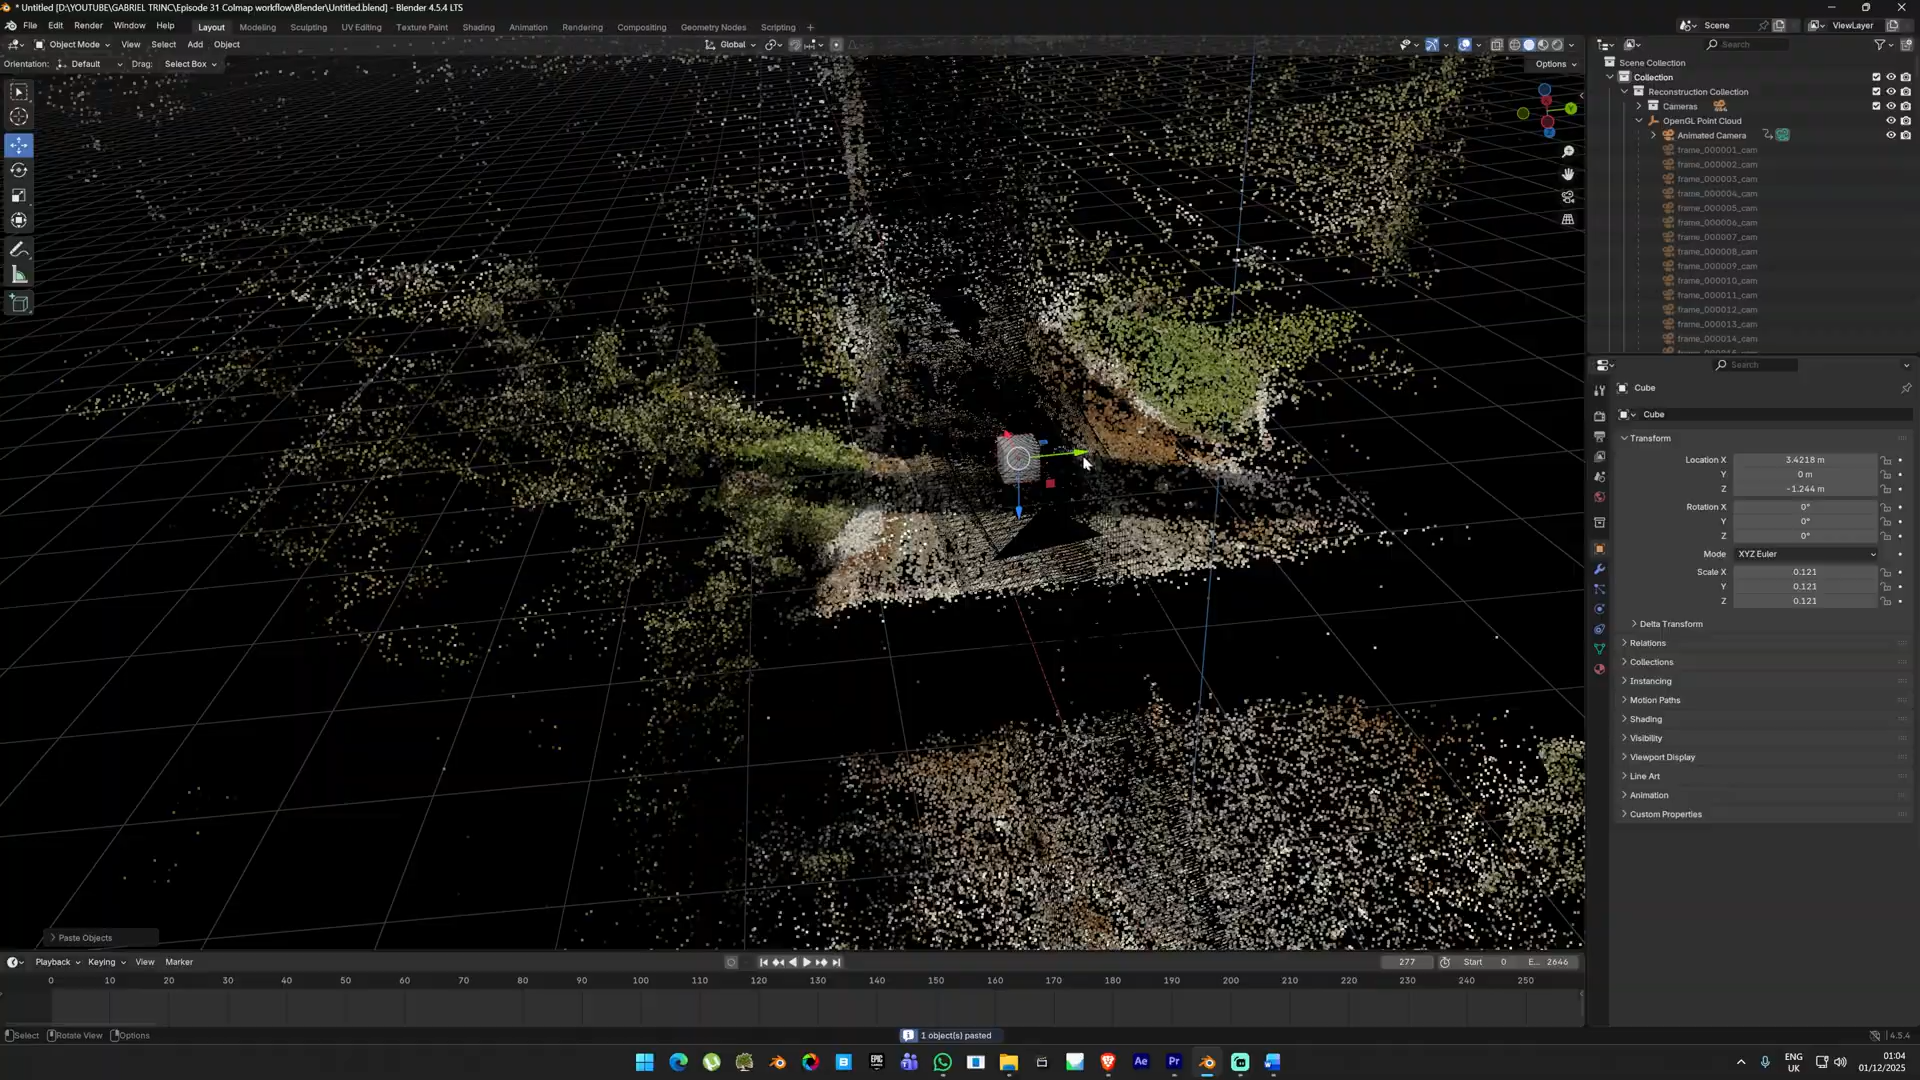 * Untitled [D:\YOUTUBE\GABRIEL TRINC\Episode 31 Colmap workflow\Blender\Untitled.blend] - Blender 4.5.4 LTS
File Edit Render Window Help Layout Modeling Sculpting UV Editing Texture Paint Shading Animation Rendering Compositing Geometry Nodes Scripting + Scene ViewLayer
Object Mode View Select Add Object Global Search
Orientation: Default Drag: Select Box Options
Scene Collection
Collection
Reconstruction Collection
Cameras
OpenGL Point Cloud
Animated Camera
frame_000001_cam
frame_000002_cam
frame_000003_cam
frame_000004_cam
frame_000005_cam
frame_000006_cam
frame_000007_cam
frame_000008_cam
frame_000009_cam
frame_000010_cam
frame_000011_cam
frame_000012_cam
frame_000013_cam
frame_000014_cam
Search
Cube
Cube
Transform
Location X 3.4218 m
Y 0 m
Z -1.244 m
Rotation X 0°
Y 0°
Z 0°
Mode XYZ Euler
Scale X 0.121
Y 0.121
Z 0.121
Delta Transform
Relations
Collections
Instancing
Motion Paths
Shading
Visibility
Viewport Display
Line Art
Animation
Custom Properties
Paste Objects
Playback Keying View Marker 277 Start 0 E... 2646
0 10 20 30 40 50 60 70 80 90 100 110 120 130 140 150 160 170 180 190 200 210 220 230 240 250
Select Rotate View Options 1 object(s) pasted 4.5.4
ENG
UK
01:04
01/12/2025